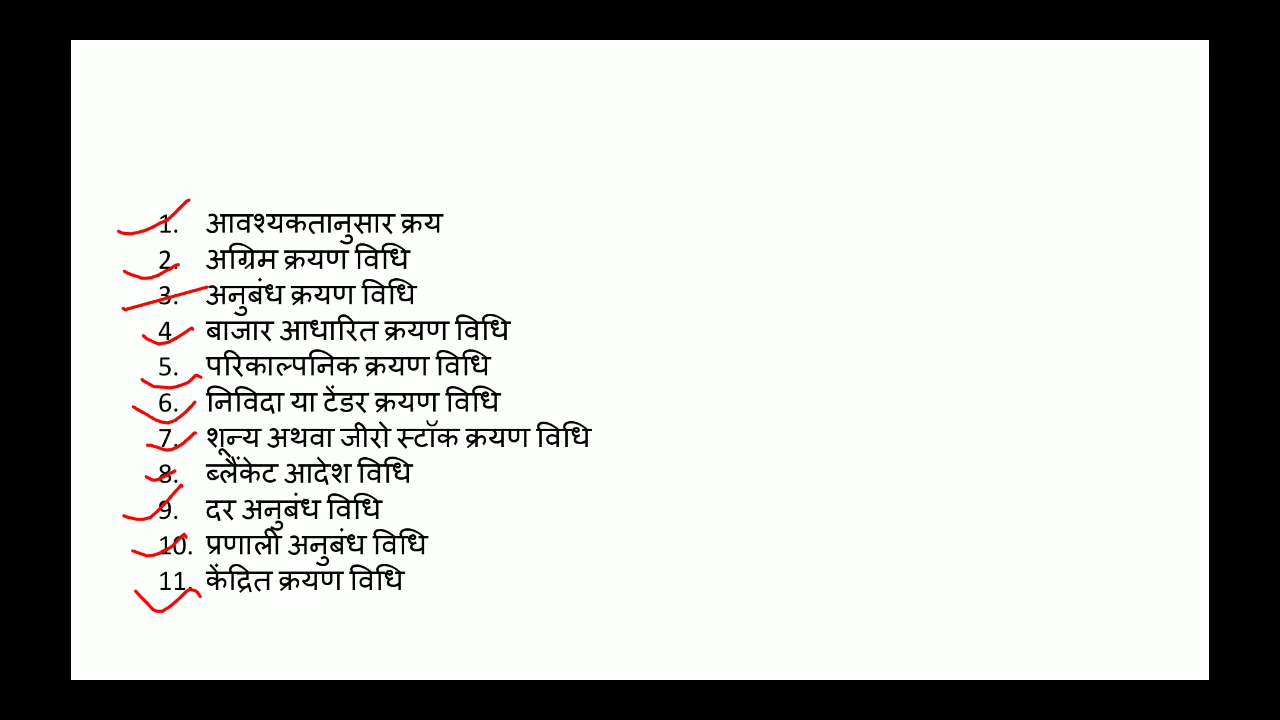 1. आवश्यकतानुसार क्रय
2. अग्रिम क्रयण विधि
3. अनुबंध क्रयण विधि
4. बाजार आधारित क्रयण विधि
5. परिकाल्पनिक क्रयण विधि
6. निविदा या टेंडर क्रयण विधि
7. शून्य अथवा जीरो स्टॉक क्रयण विधि
8. ब्लैंकेट आदेश विधि
9. दर अनुबंध विधि
10. प्रणाली अनुबंध विधि
11. केंद्रित क्रयण विधि